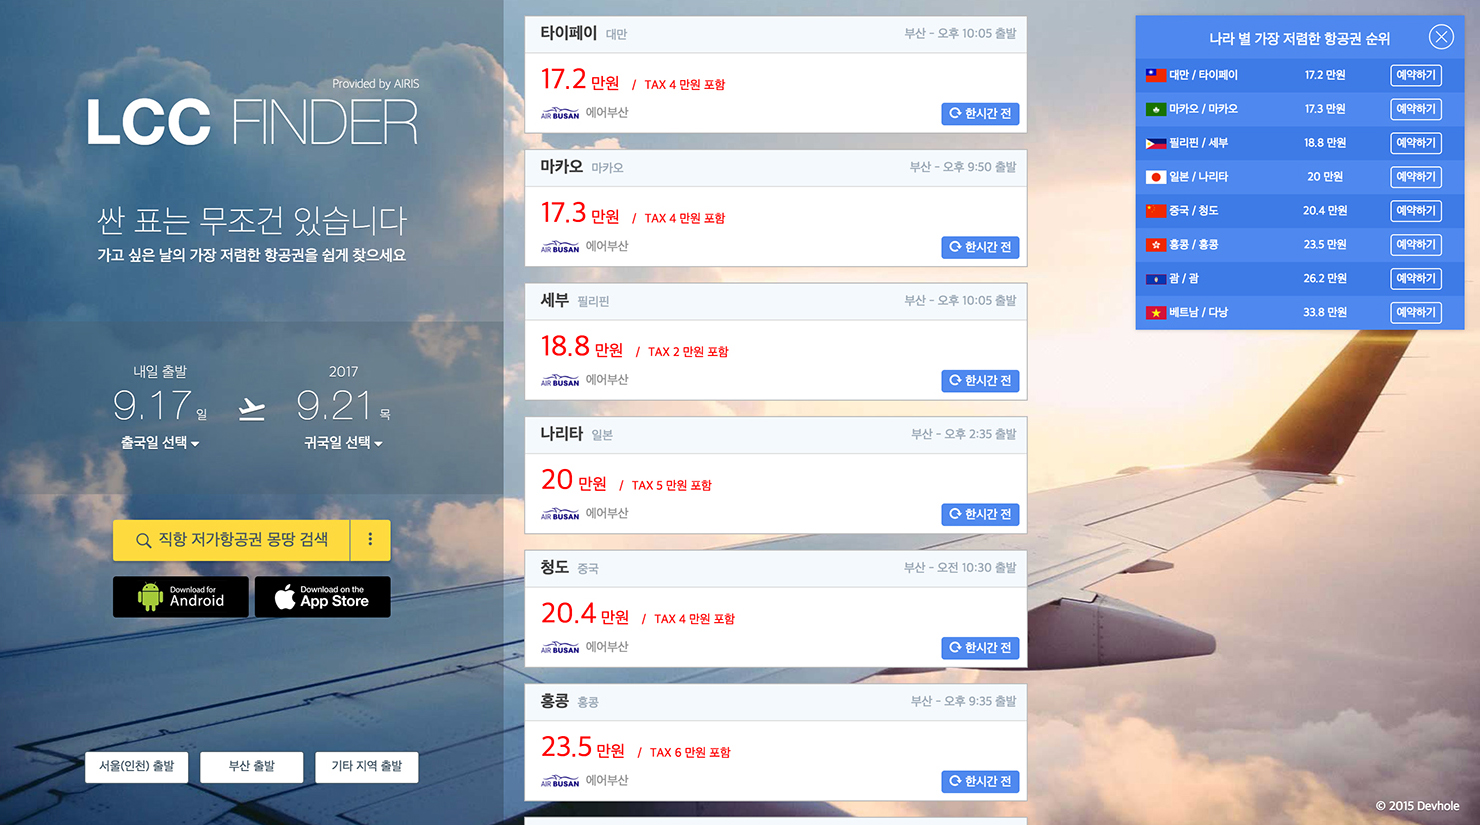 Provided by AIRIS
LCC FINDER
싼 표는 무조건 있습니다
가고 싶은 날의 가장 저렴한 항공권을 쉽게 찾으세요
내일 출발
9.17 일
출국일 선택
2017
9.21 목
귀국일 선택
직항 저가항공권 몽땅 검색
Download for
Android
Download on the
App Store
서울(인천) 출발
부산 출발
기타 지역 출발
타이페이 대만 부산 - 오후 10:05 출발
17.2 만원 / TAX 4 만원 포함
AIR BUSAN 에어부산 한시간 전
마카오 마카오 부산 - 오후 9:50 출발
17.3 만원 / TAX 4 만원 포함
AIR BUSAN 에어부산 한시간 전
세부 필리핀 부산 - 오후 10:05 출발
18.8 만원 / TAX 2 만원 포함
AIR BUSAN 에어부산 한시간 전
나리타 일본 부산 - 오후 2:35 출발
20 만원 / TAX 5 만원 포함
AIR BUSAN 에어부산 한시간 전
청도 중국 부산 - 오전 10:30 출발
20.4 만원 / TAX 4 만원 포함
AIR BUSAN 에어부산 한시간 전
홍콩 홍콩 부산 - 오후 9:35 출발
23.5 만원 / TAX 6 만원 포함
AIR BUSAN 에어부산 한시간 전
나라 별 가장 저렴한 항공권 순위
대만 / 타이페이 17.2 만원 예약하기
마카오 / 마카오 17.3 만원 예약하기
필리핀 / 세부 18.8 만원 예약하기
일본 / 나리타 20 만원 예약하기
중국 / 청도 20.4 만원 예약하기
홍콩 / 홍콩 23.5 만원 예약하기
괌 / 괌 26.2 만원 예약하기
베트남 / 다낭 33.8 만원 예약하기
© 2015 Devhole